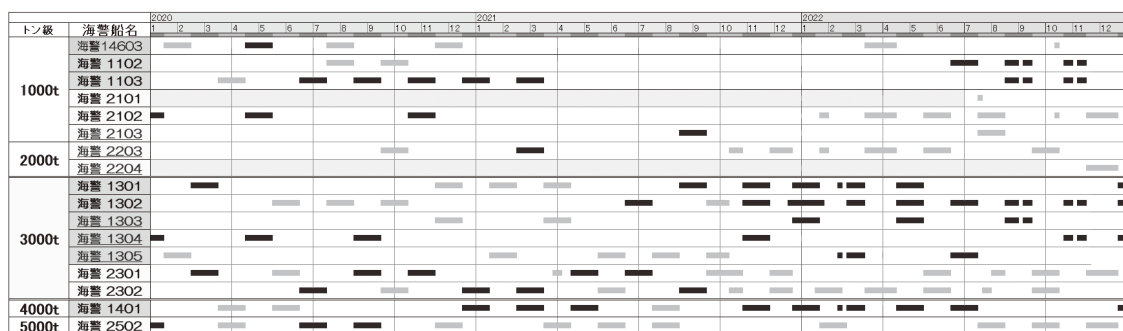 2020 2021 2022
トン級 海警船名 1 2 3 4 5 6 7 8 9 10 11 12 1 2 3 4 5 6 7 8 9 10 11 12 1 2 3 4 5 6 7 8 9 10 11 12
1000t
海警14603
海警 1102
海警 1103
海警 2101
海警 2102
海警 2103
2000t
海警 2203
海警 2204
3000t
海警 1301
海警 1302
海警 1303
海警 1304
海警 1305
海警 2301
海警 2302
4000t 海警 1401
5000t 海警 2502